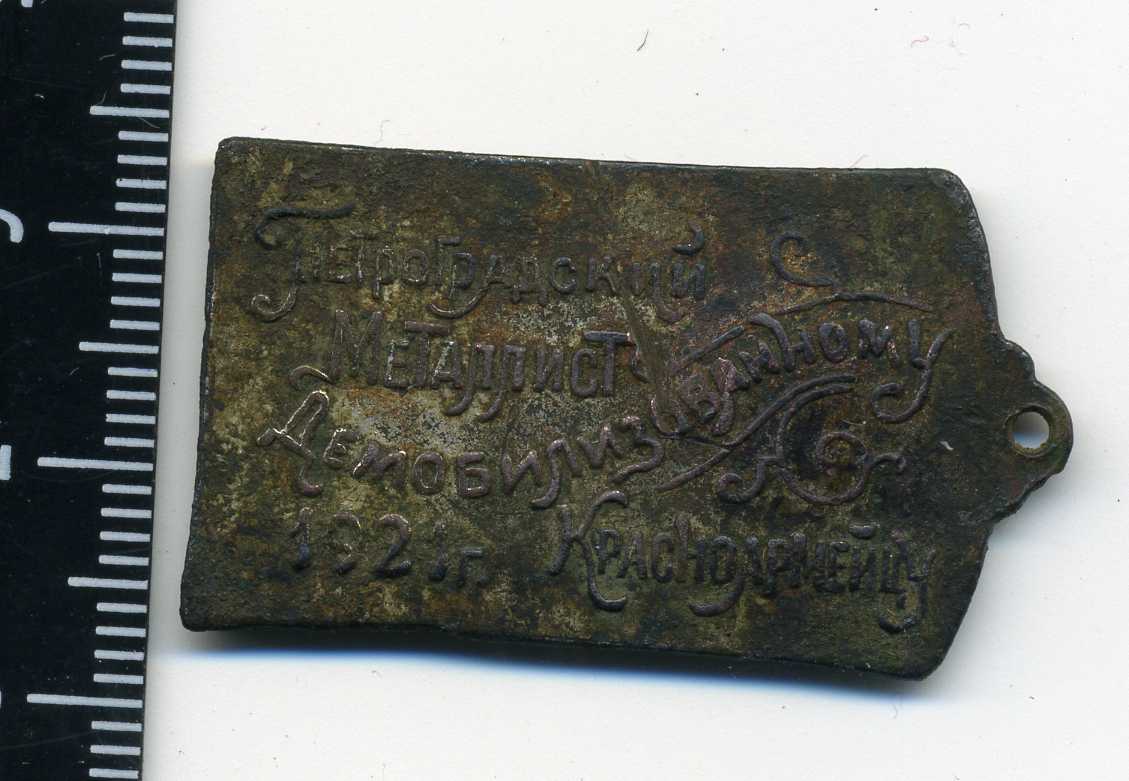 Петроградский
Металлист
Демобилизованному
1921 г. Красноармейцу